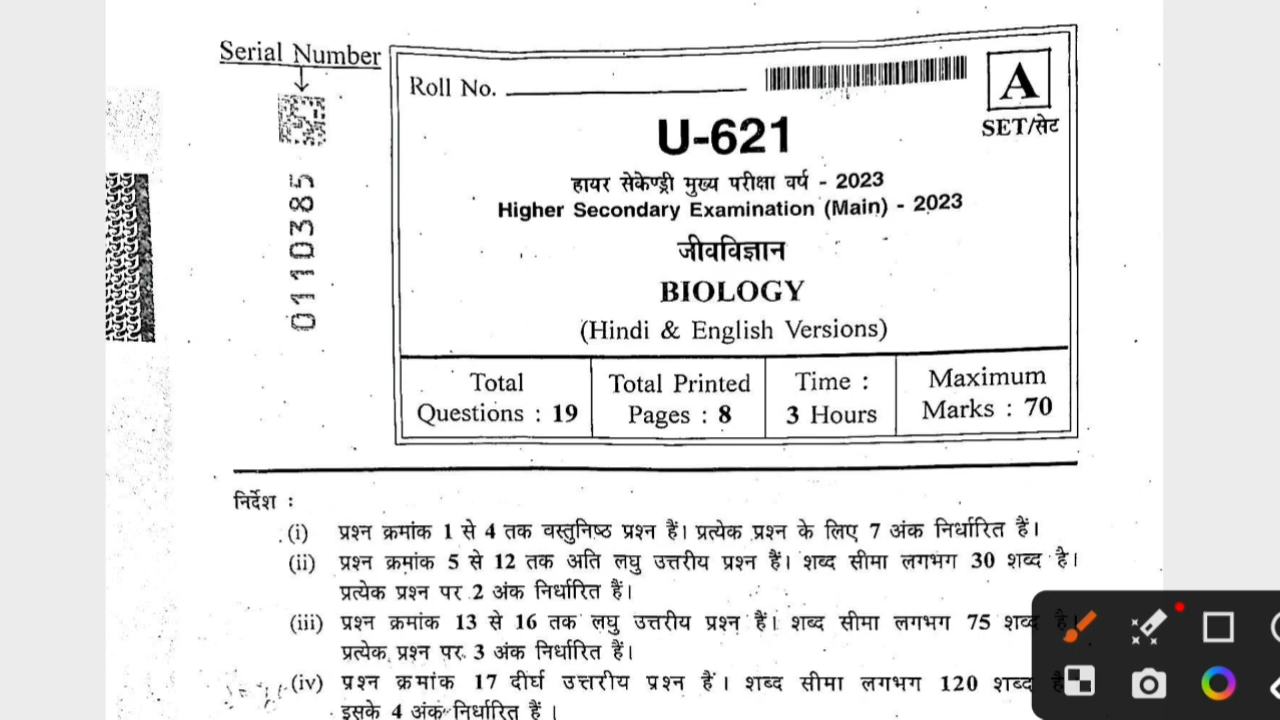 Serial Number
0110385
Roll No.
A
SET/सेट
U-621
हायर सेकेण्ड्री मुख्य परीक्षा वर्ष - 2023
Higher Secondary Examination (Main) - 2023
जीवविज्ञान
BIOLOGY
(Hindi & English Versions)
Total Questions : 19
Total Printed Pages : 8
Time : 3 Hours
Maximum Marks : 70
निर्देश :
(i) प्रश्न क्रमांक 1 से 4 तक वस्तुनिष्ठ प्रश्न हैं। प्रत्येक प्रश्न के लिए 7 अंक निर्धारित हैं।
(ii) प्रश्न क्रमांक 5 से 12 तक अति लघु उत्तरीय प्रश्न हैं। शब्द सीमा लगभग 30 शब्द है।
प्रत्येक प्रश्न पर 2 अंक निर्धारित हैं।
(iii) प्रश्न क्रमांक 13 से 16 तक लघु उत्तरीय प्रश्न हैं। शब्द सीमा लगभग 75 शब्द है।
प्रत्येक प्रश्न पर 3 अंक निर्धारित हैं।
(iv) प्रश्न क्रमांक 17 दीर्घ उत्तरीय प्रश्न हैं। शब्द सीमा लगभग 120 शब्द है
इसके 4 अंक निर्धारित हैं ।